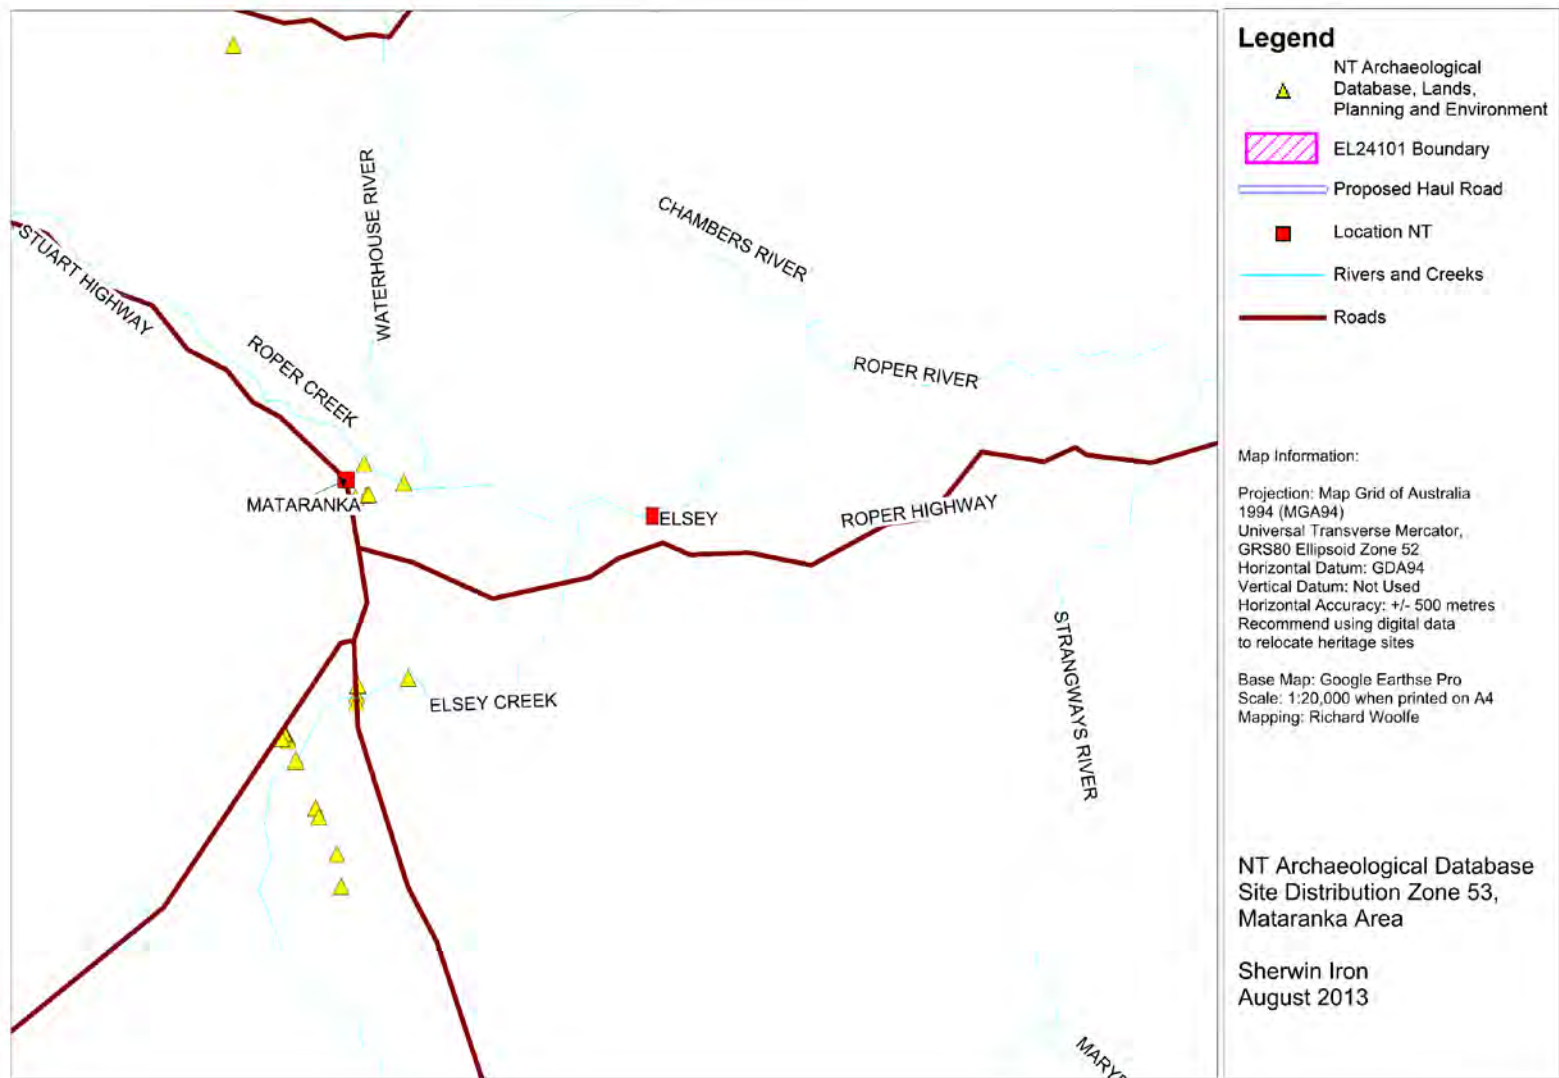 WATERHOUSE RIVER
CHAMBERS RIVER
STUART HIGHWAY
ROPER CREEK
ROPER RIVER
MATARANKA
ELSEY
ROPER HIGHWAY
STRANGWAYS RIVER
ELSEY CREEK
Legend
NT Archaeological
Database, Lands,
Planning and Environment
EL24101 Boundary
Proposed Haul Road
Location NT
Rivers and Creeks
Roads
Map Information:
Projection: Map Grid of Australia
1994 (MGA94)
Universal Transverse Mercator,
GRS80 Ellipsoid Zone 52
Horizontal Datum: GDA94
Vertical Datum: Not Used
Horizontal Accuracy: +/- 500 metres
Recommend using digital data
to relocate heritage sites
Base Map: Google Earthse Pro
Scale: 1:20,000 when printed on A4
Mapping: Richard Woolfe
NT Archaeological Database
Site Distribution Zone 53,
Mataranka Area
Sherwin Iron
August 2013